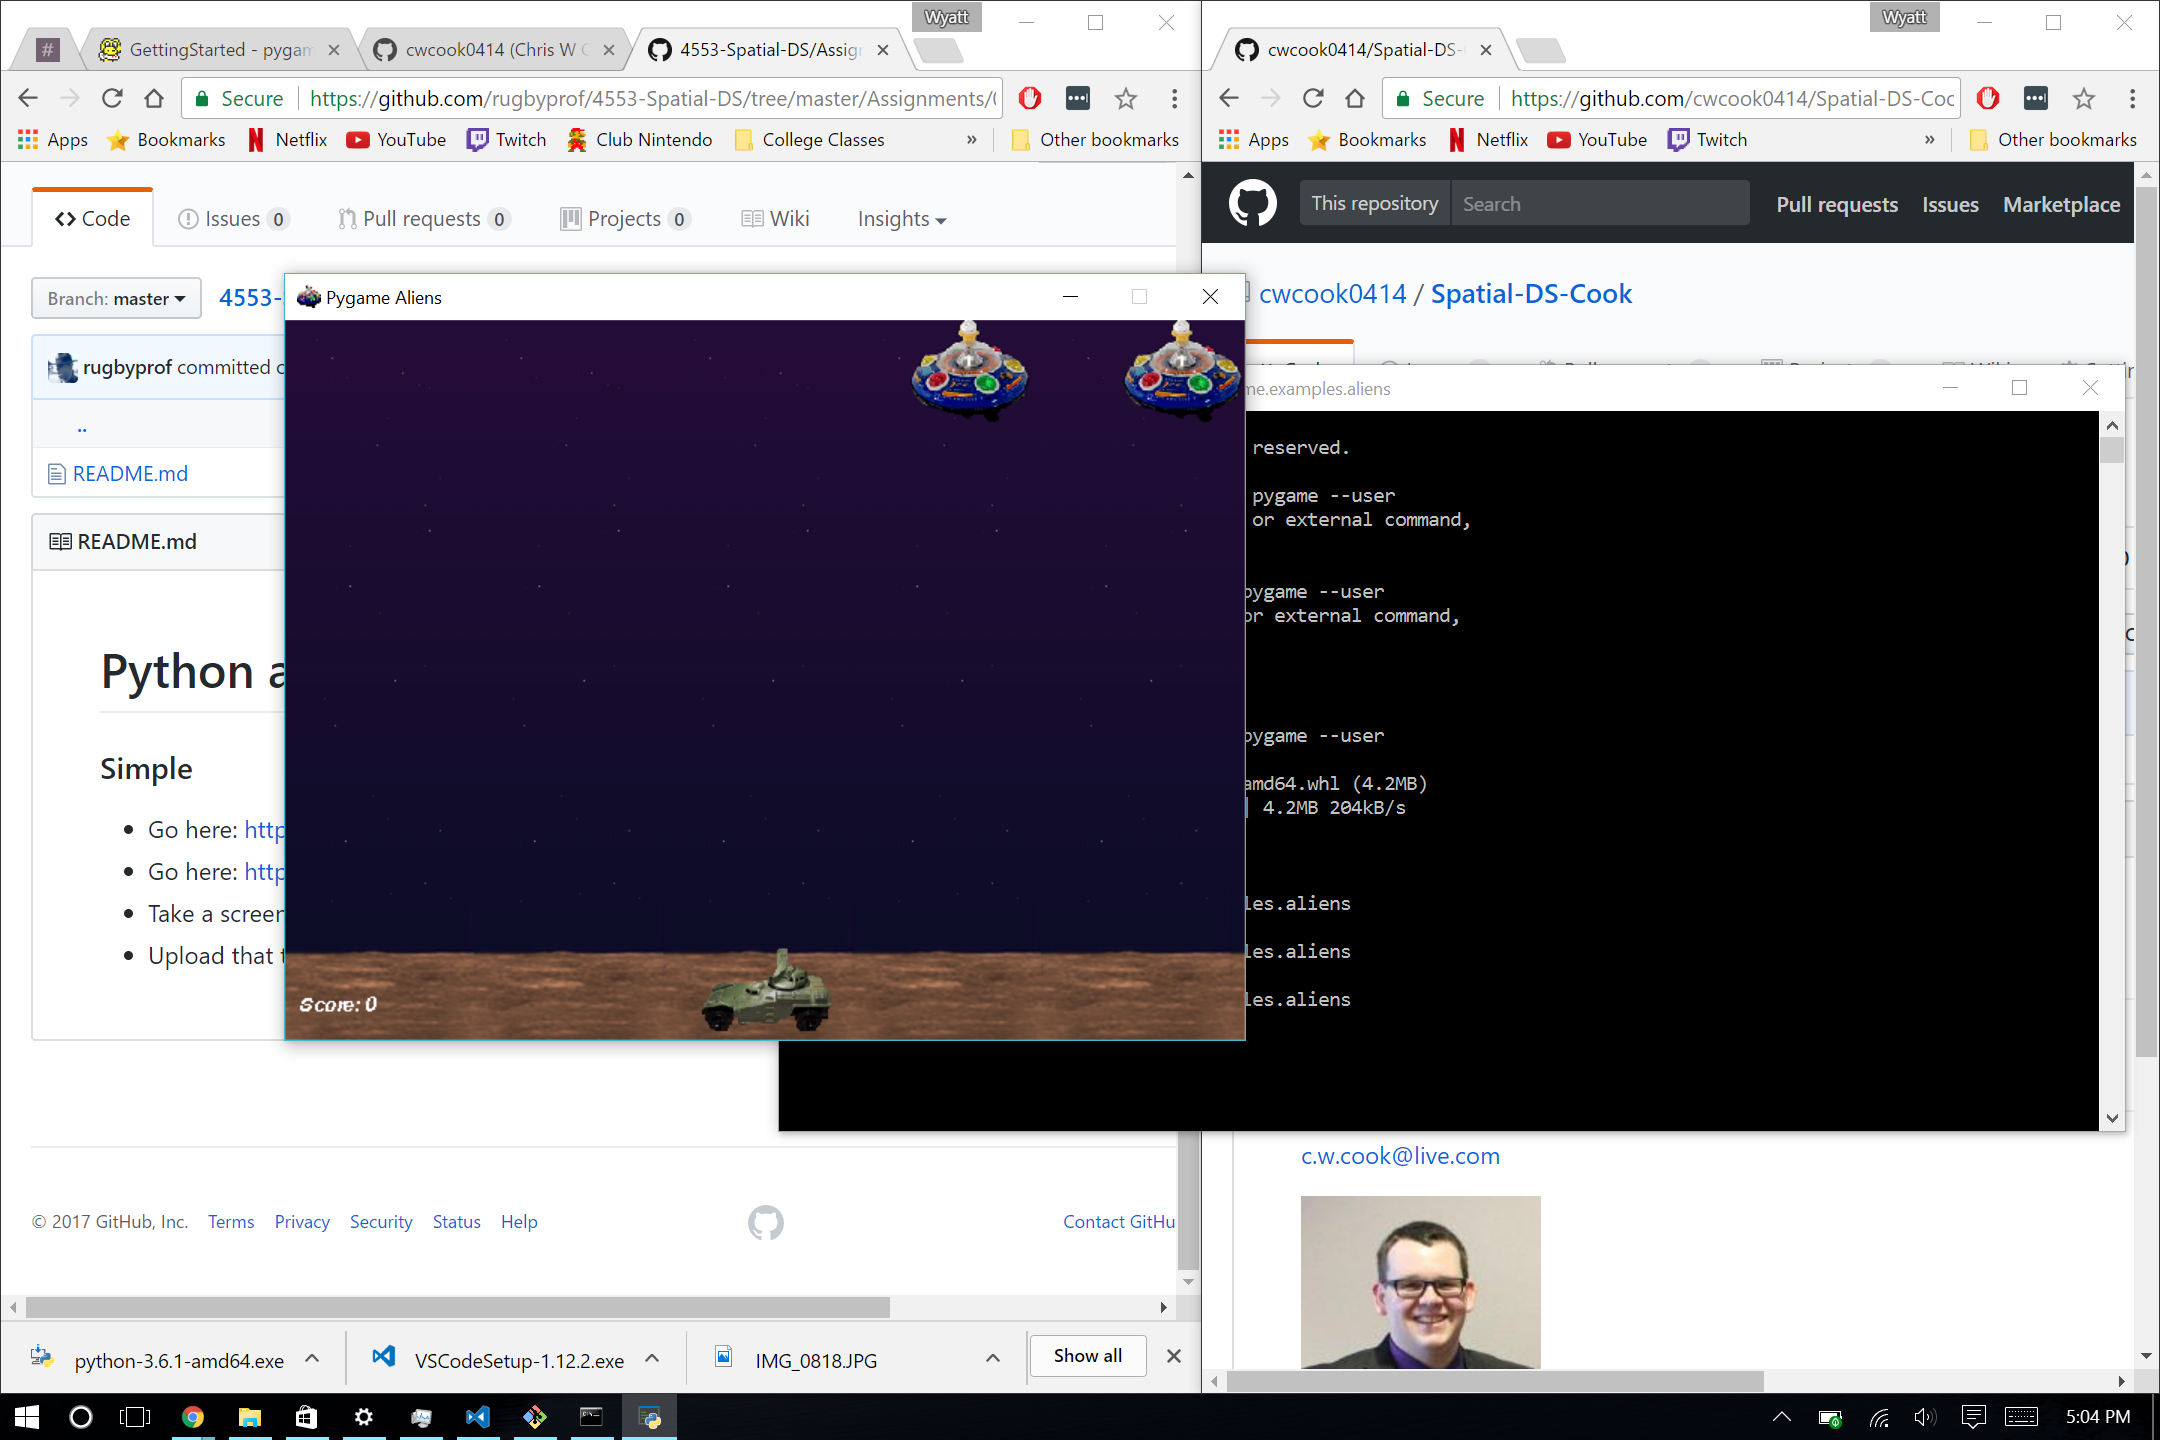 Wyatt
GettingStarted - pygam
cwcook0414 (Chris W C
4553-Spatial-DS/Assign
Secure
https://github.com/rugbyprof/4553-Spatial-DS/tree/master/Assignments/
Apps
Bookmarks
Netflix
YouTube
Twitch
Club Nintendo
College Classes
»
Other bookmarks
Code
Issues 0
Pull requests 0
Projects 0
Wiki
Insights
Branch: master
4553-
rugbyprof committed
..
README.md
README.md
Python
Simple
Go here: http
Go here: http
Take a screen
Upload that
© 2017 GitHub, Inc.
Terms
Privacy
Security
Status
Help
Contact GitHu
python-3.6.1-amd64.exe
VSCodeSetup-1.12.2.exe
IMG_0818.JPG
Show all
Pygame Aliens
Score: 0
Wyatt
cwcook0414/Spatial-DS-
Secure
https://github.com/cwcook0414/Spatial-DS-Coo
Apps
Bookmarks
Netflix
YouTube
Twitch
»
Other bookmarks
This repository
Search
Pull requests
Issues
Marketplace
cwcook0414 / Spatial-DS-Cook
me.examples.aliens
reserved.
pygame --user
or external command,
pygame --user
or external command,
pygame --user
amd64.whl (4.2MB)
| 4.2MB 204kB/s
les.aliens
les.aliens
les.aliens
c.w.cook@live.com
5:04 PM